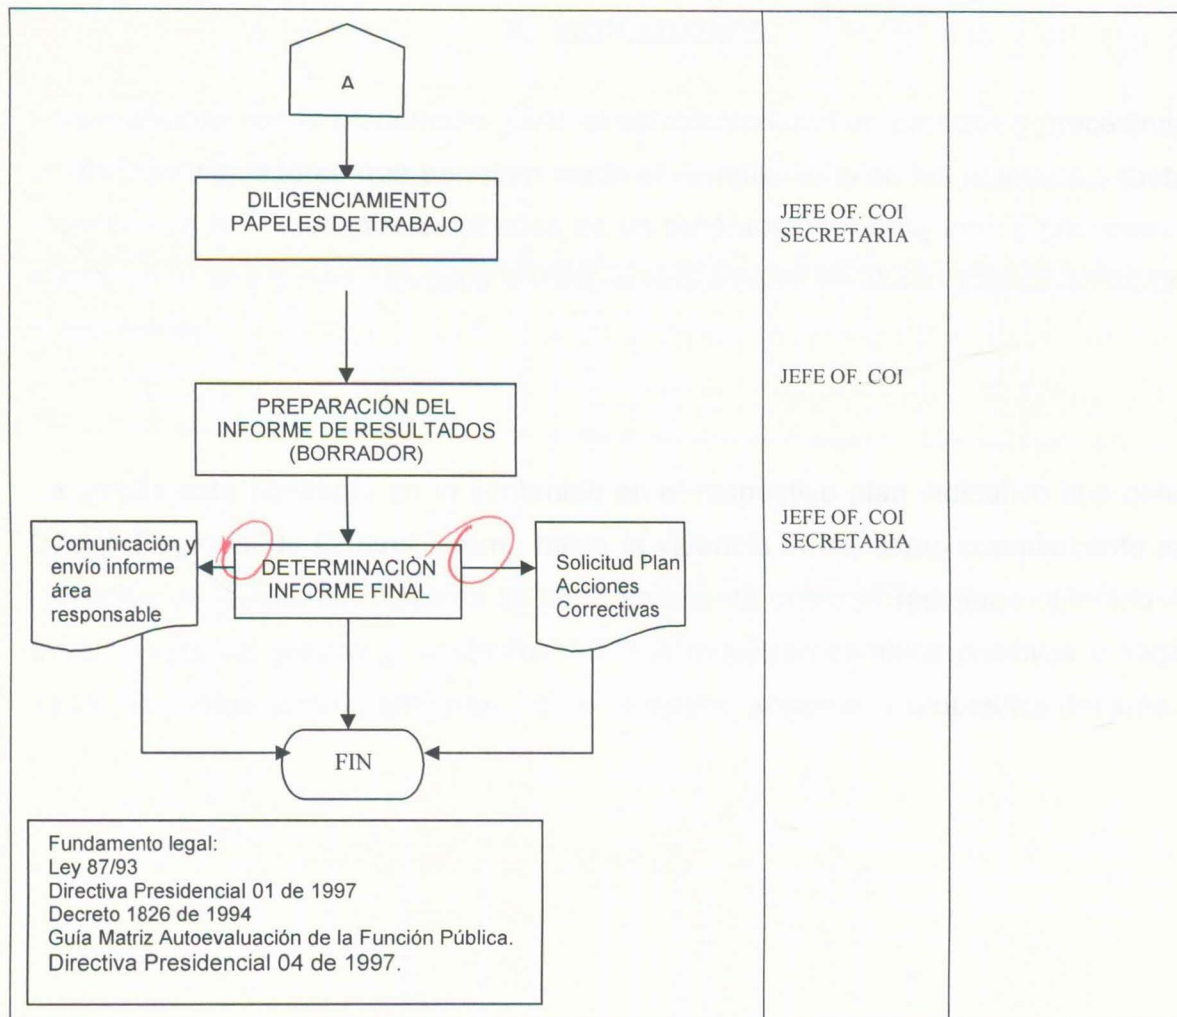 A
DILIGENCIAMIENTO
PAPELES DE TRABAJO
JEFE OF. COI
SECRETARIA
PREPARACIÓN DEL
INFORME DE RESULTADOS
(BORRADOR)
JEFE OF. COI
Comunicación y
envío informe
área
responsable
DETERMINACIÓN
INFORME FINAL
Solicitud Plan
Acciones
Correctivas
JEFE OF. COI
SECRETARIA
FIN
Fundamento legal:
Ley 87/93
Directiva Presidencial 01 de 1997
Decreto 1826 de 1994
Guía Matriz Autoevaluación de la Función Pública.
Directiva Presidencial 04 de 1997.